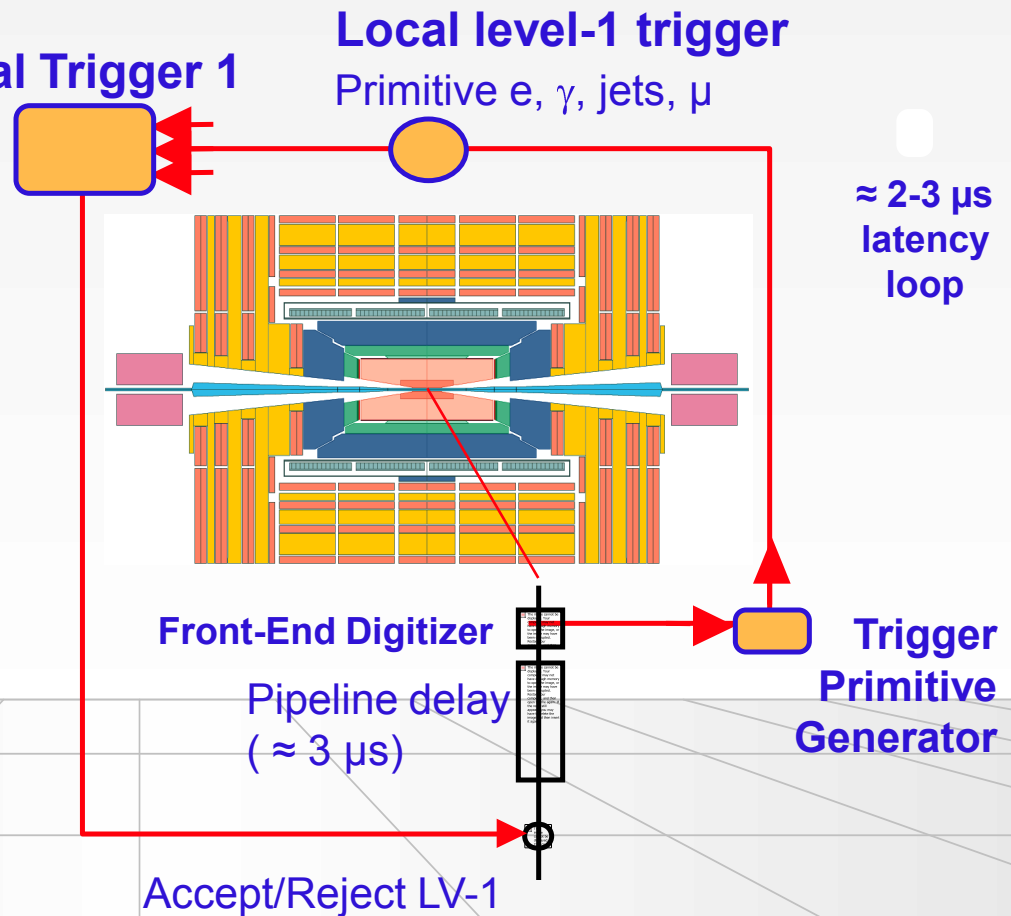 Local level-1 trigger
al Trigger 1
Primitive e, γ, jets, μ
≈ 2-3 μs
latency
loop
Front-End Digitizer
Trigger
Primitive
Generator
Pipeline delay
( ≈ 3 μs)
Accept/Reject LV-1